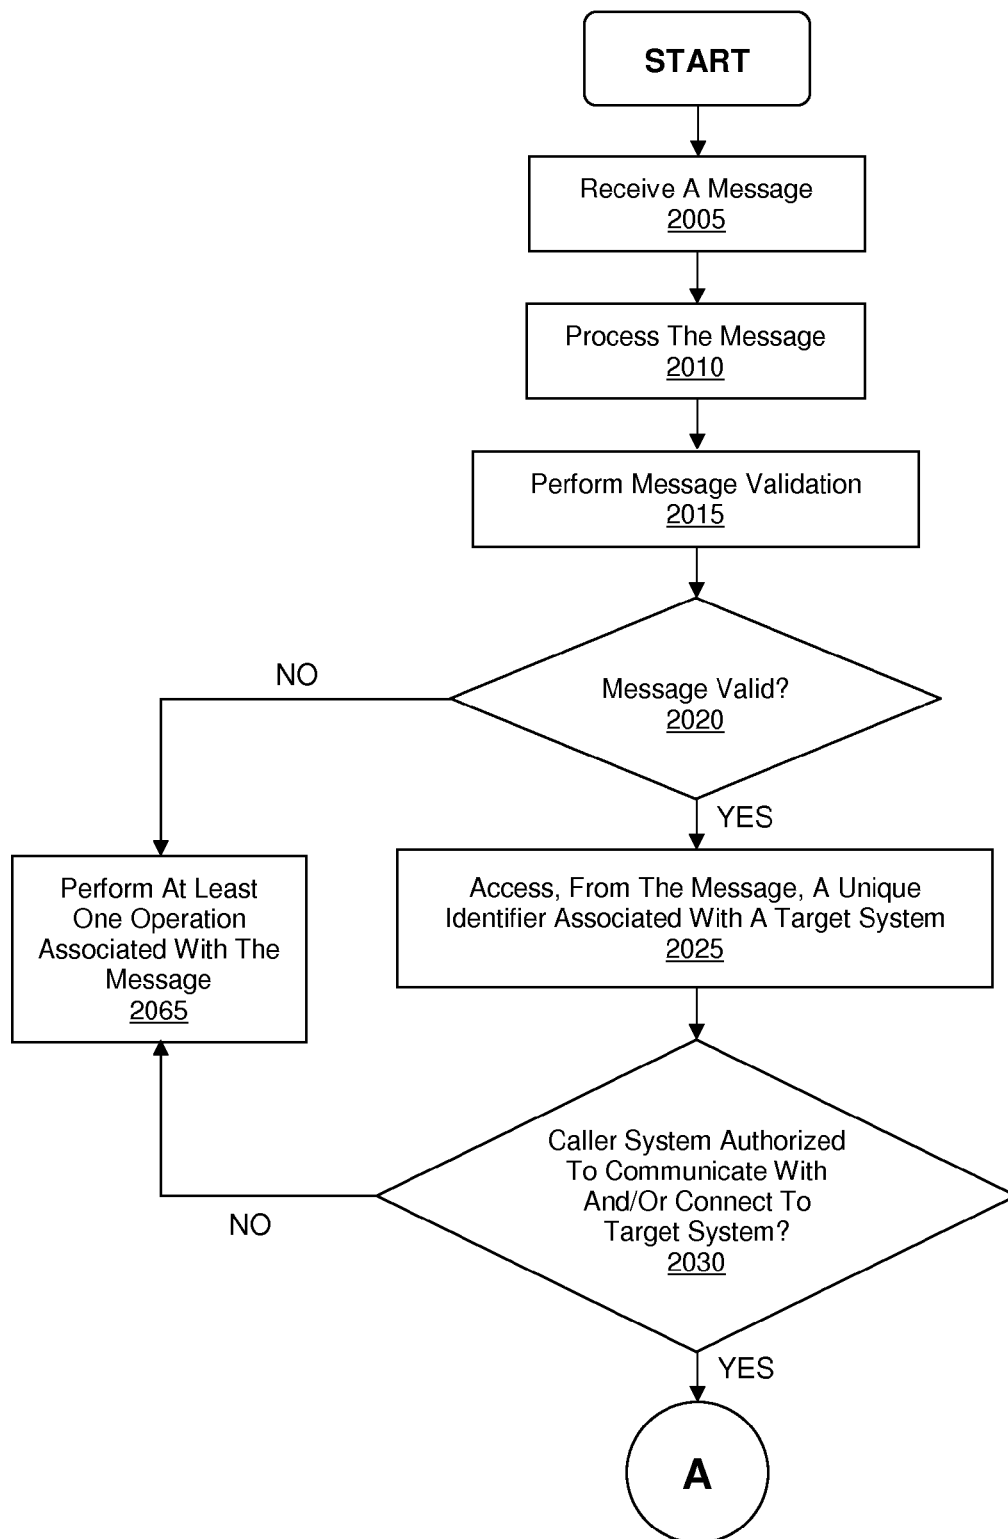 START
Receive A Message
2005
Process The Message
2010
Perform Message Validation
2015
NO
Message Valid?
2020
YES
Perform At Least
One Operation
Associated With The
Message
2065
Access, From The Message, A Unique
Identifier Associated With A Target System
2025
Caller System Authorized
To Communicate With
And/Or Connect To
Target System?
2030
NO
YES
A